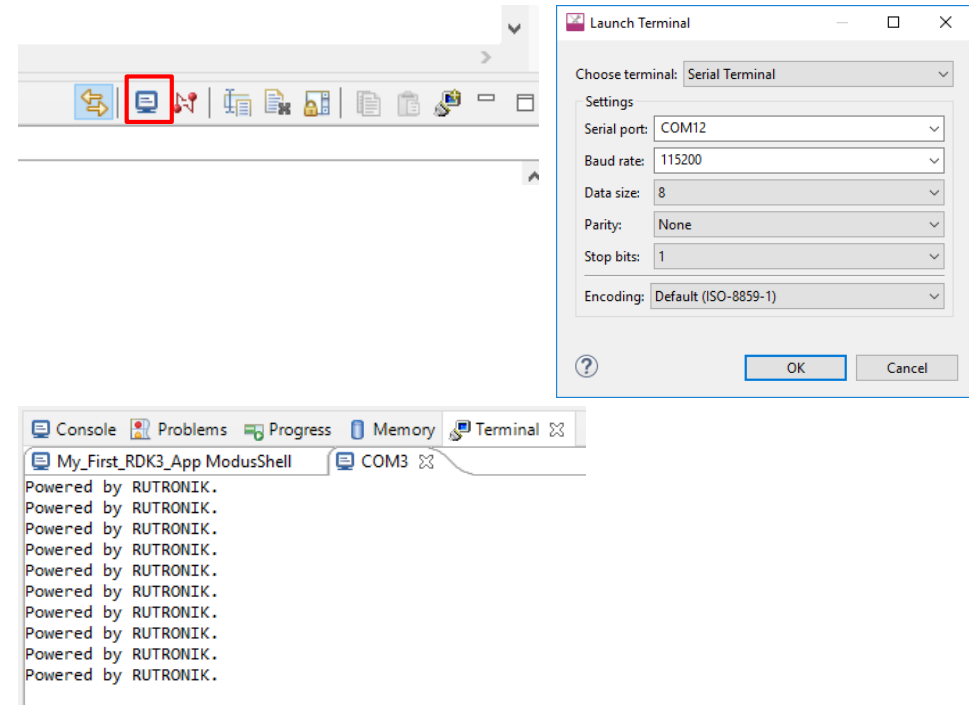 Launch Terminal
Choose terminal: Serial Terminal
Settings
Serial port: COM12
Baud rate: 115200
Data size: 8
Parity: None
Stop bits: 1
Encoding: Default (ISO-8859-1)
OK Cancel
Console Problems Progress Memory Terminal
My_First_RDK3_App ModusShell COM3
Powered by RUTRONIK.
Powered by RUTRONIK.
Powered by RUTRONIK.
Powered by RUTRONIK.
Powered by RUTRONIK.
Powered by RUTRONIK.
Powered by RUTRONIK.
Powered by RUTRONIK.
Powered by RUTRONIK.
Powered by RUTRONIK.